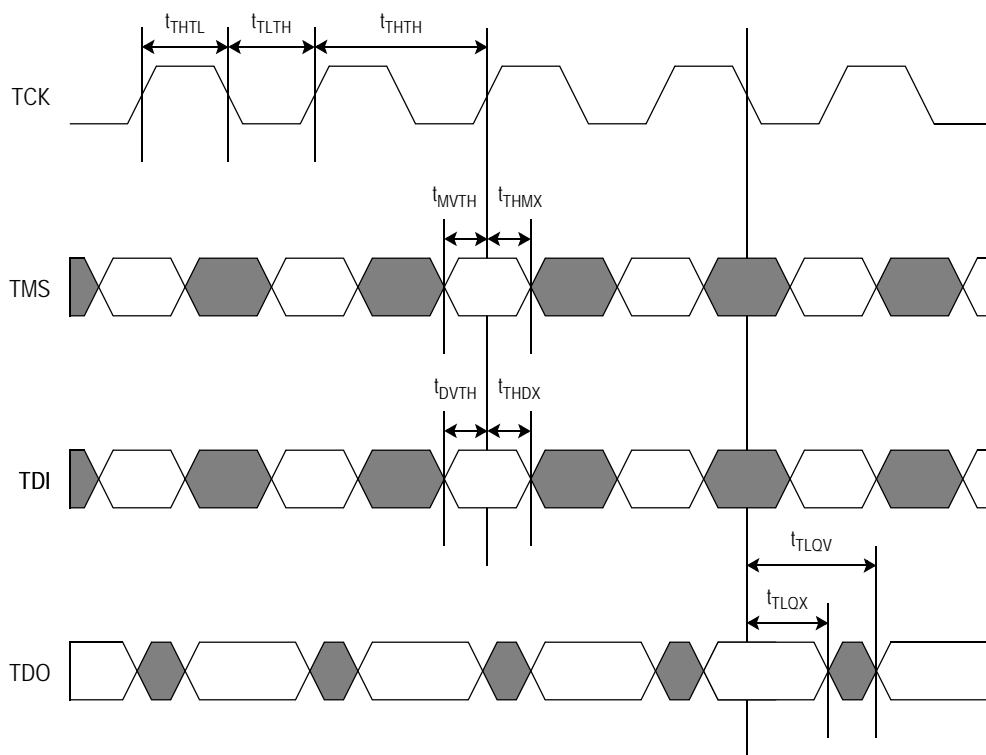 tTHTL tTLTH tTHTH
TCK
tMVTH tTHMX
TMS
tDVTH tTHDX
TDI
tTLQV
tTLQX
TDO